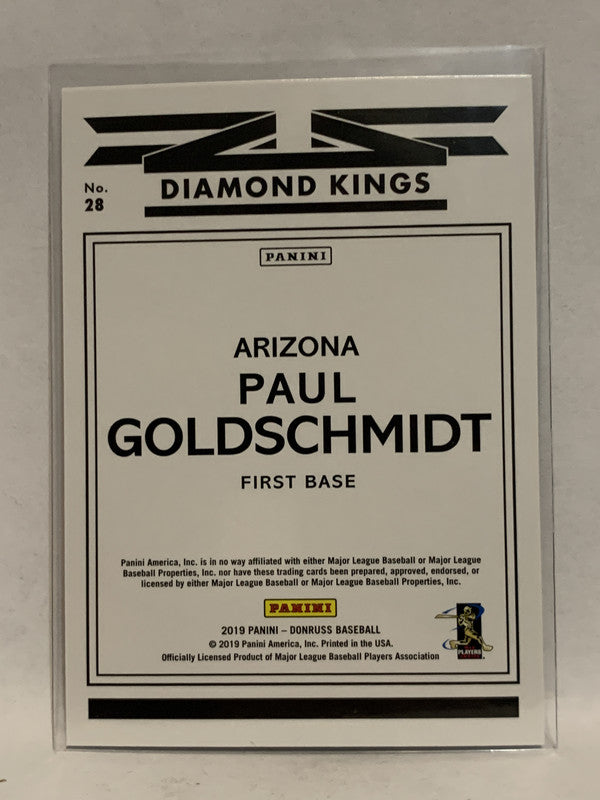 No.
28
DIAMOND KINGS
PANINI
ARIZONA
PAUL
GOLDSCHMIDT
FIRST BASE
Panini America, Inc. is in no way affiliated with either Major League Baseball or Major League
Baseball Properties, Inc. nor have these trading cards been prepared, approved, endorsed, or
licensed by either Major League Baseball or Major League Baseball Properties, Inc.
PANINI
2019 PANINI – DONRUSS BASEBALL
© 2019 Panini America, Inc. Printed in the USA.
Officially Licensed Product of Major League Baseball Players Association
PLAYERS